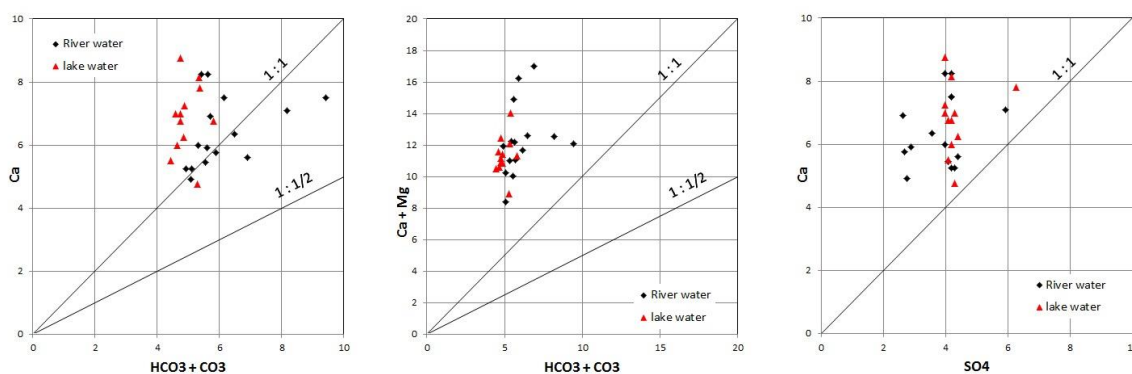 10
8
6
4
2
0
Ca
River water
lake water
1 : 1
1 : 1/2
0 2 4 6 8 10
HCO3 + CO3
20
18
16
14
12
10
8
6
4
2
0
Ca + Mg
1 : 1
1 : 1/2
River water
lake water
0 5 10 15 20
HCO3 + CO3
10
8
6
4
2
0
Ca
1 : 1
River water
lake water
0 2 4 6 8 10
SO4